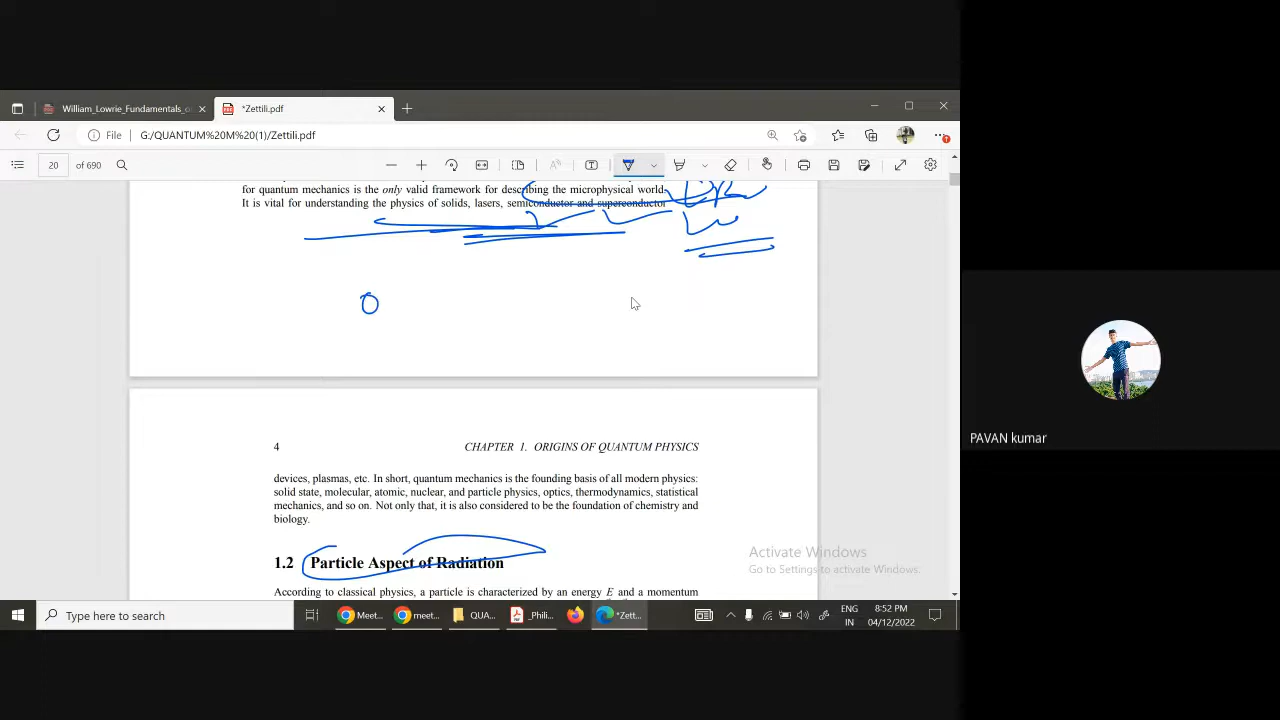 William_Lowrie_Fundamentals_o
*Zettili.pdf
File
G:/QUANTUM%20M%20(1)/Zettili.pdf
20 of 690
for quantum mechanics is the only valid framework for describing the microphysical world.
It is vital for understanding the physics of solids, lasers, semiconductor and superconductor
4 CHAPTER 1. ORIGINS OF QUANTUM PHYSICS
devices, plasmas, etc. In short, quantum mechanics is the founding basis of all modern physics:
solid state, molecular, atomic, nuclear, and particle physics, optics, thermodynamics, statistical
mechanics, and so on. Not only that, it is also considered to be the foundation of chemistry and
biology.
1.2 Particle Aspect of Radiation
According to classical physics, a particle is characterized by an energy E and a momentum
Activate Windows
Go to Settings to activate Windows.
PAVAN kumar
Type here to search
Meet...
meet...
QUA...
_Phili...
*Zett...
ENG
IN
8:52 PM
04/12/2022